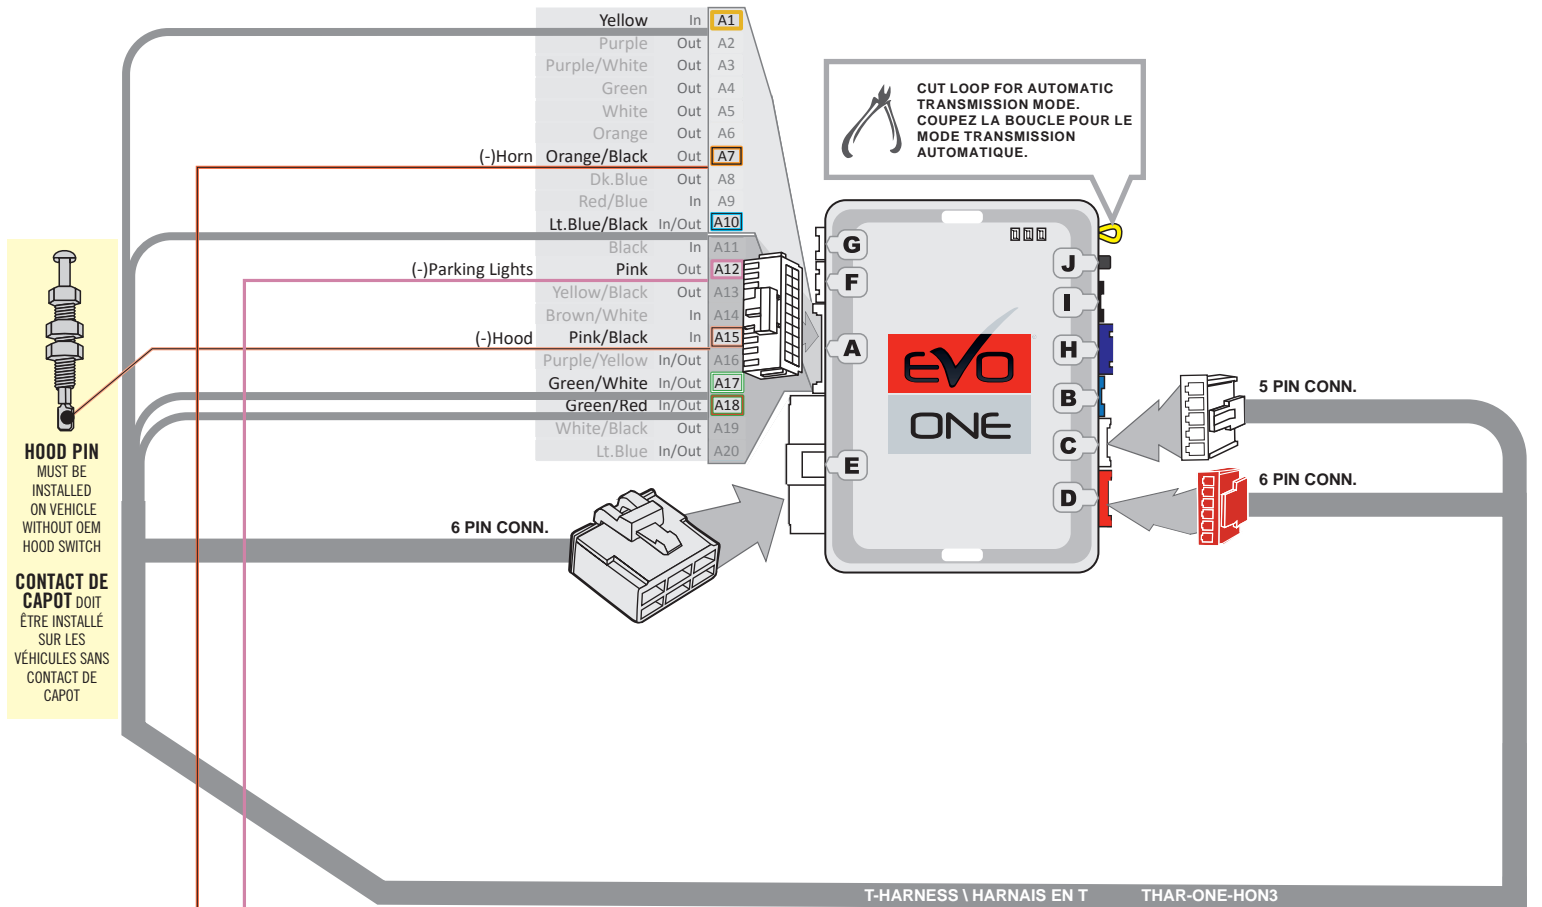 Yellow In A1
Purple Out A2
Purple/White Out A3
Green Out A4
White Out A5
Orange Out A6
(-)Horn Orange/Black Out A7
Dk.Blue Out A8
Red/Blue In A9
Lt.Blue/Black In/Out A10
Black In A11
(-)Parking Lights Pink Out A12
Yellow/Black Out A13
Brown/White In A14
(-)Hood Pink/Black In A15
Purple/Yellow In/Out A16
Green/White In/Out A17
Green/Red In/Out A18
White/Black Out A19
Lt.Blue In/Out A20
CUT LOOP FOR AUTOMATIC
TRANSMISSION MODE.
COUPEZ LA BOUCLE POUR LE
MODE TRANSMISSION
AUTOMATIQUE.
G
F
A
E
J
I
H
B
C
D
EVO
ONE
5 PIN CONN.
6 PIN CONN.
6 PIN CONN.
HOOD PIN
MUST BE
INSTALLED
ON VEHICLE
WITHOUT OEM
HOOD SWITCH
CONTACT DE
CAPOT DOIT
ÊTRE INSTALLÉ
SUR LES
VÉHICULES SANS
CONTACT DE
CAPOT
T-HARNESS \ HARNAIS EN T THAR-ONE-HON3